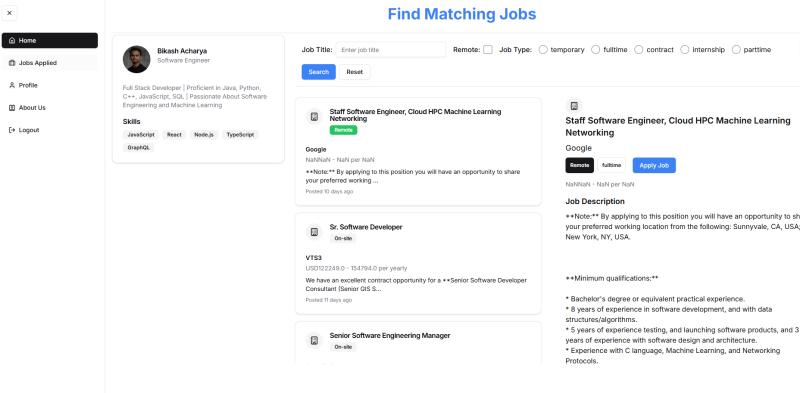 Find Matching Jobs
Home
Jobs Applied
Profile
About Us
Logout
Bikash Acharya
Software Engineer
Full Stack Developer | Proficient in Java, Python,
C++, JavaScript, SQL | Passionate About Software
Engineering and Machine Learning
Skills
JavaScript React Node.js TypeScript
GraphQL
Job Title: Enter job title Remote: Job Type: temporary fulltime contract internship parttime
Search Reset
Staff Software Engineer, Cloud HPC Machine Learning
Networking
Remote
Google
NaNNaN - NaN per NaN
**Note:** By applying to this position you will have an opportunity to share
your preferred working ...
Posted 10 days ago
Sr. Software Developer
On-site
VTS3
USD122249.0 - 154794.0 per yearly
We have an excellent contract opportunity for a **Senior Software Developer
Consultant (Senior GIS S...
Posted 11 days ago
Senior Software Engineering Manager
On-site
Staff Software Engineer, Cloud HPC Machine Learning
Networking
Google
Remote fulltime Apply Job
NaNNaN - NaN per NaN
Job Description
**Note:** By applying to this position you will have an opportunity to sh
your preferred working location from the following: Sunnyvale, CA, USA;
New York, NY, USA.
**Minimum qualifications:**
* Bachelor's degree or equivalent practical experience.
* 8 years of experience in software development, and with data
structures/algorithms.
* 5 years of experience testing, and launching software products, and 3
years of experience with software design and architecture.
* Experience with C language, Machine Learning, and Networking
Protocols.